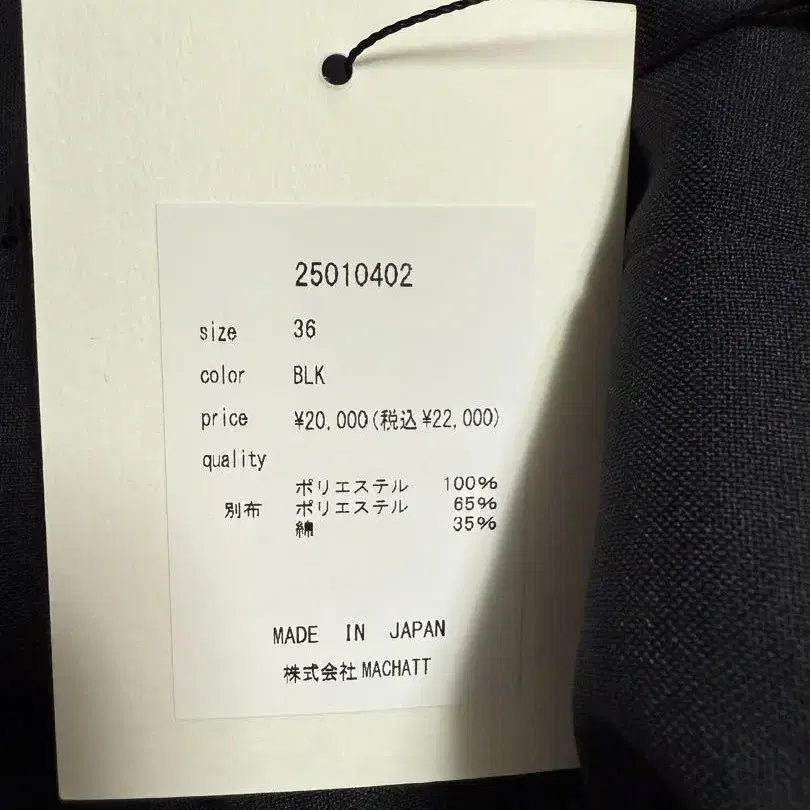 25010402
size 36
color BLK
price ¥20,000(税込¥22,000)
quality
ポリエステル 100%
別布 ポリエステル 65%
綿 35%
MADE IN JAPAN
株式会社MACHATT